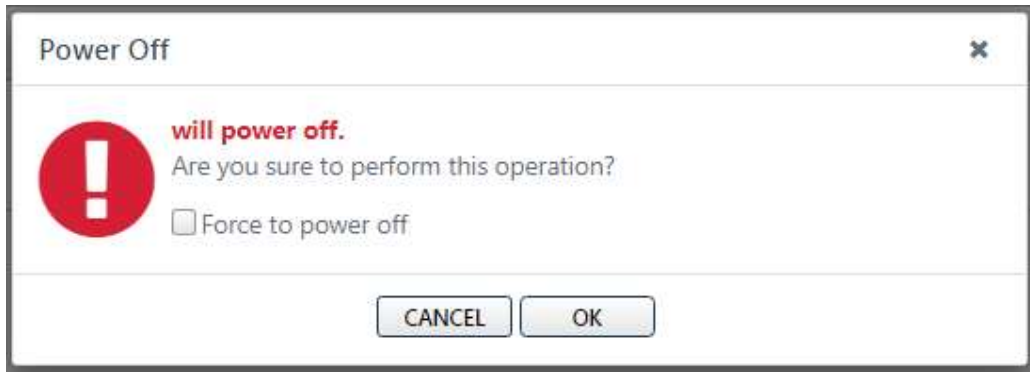 Power Off
will power off.
Are you sure to perform this operation?
Force to power off
CANCEL OK